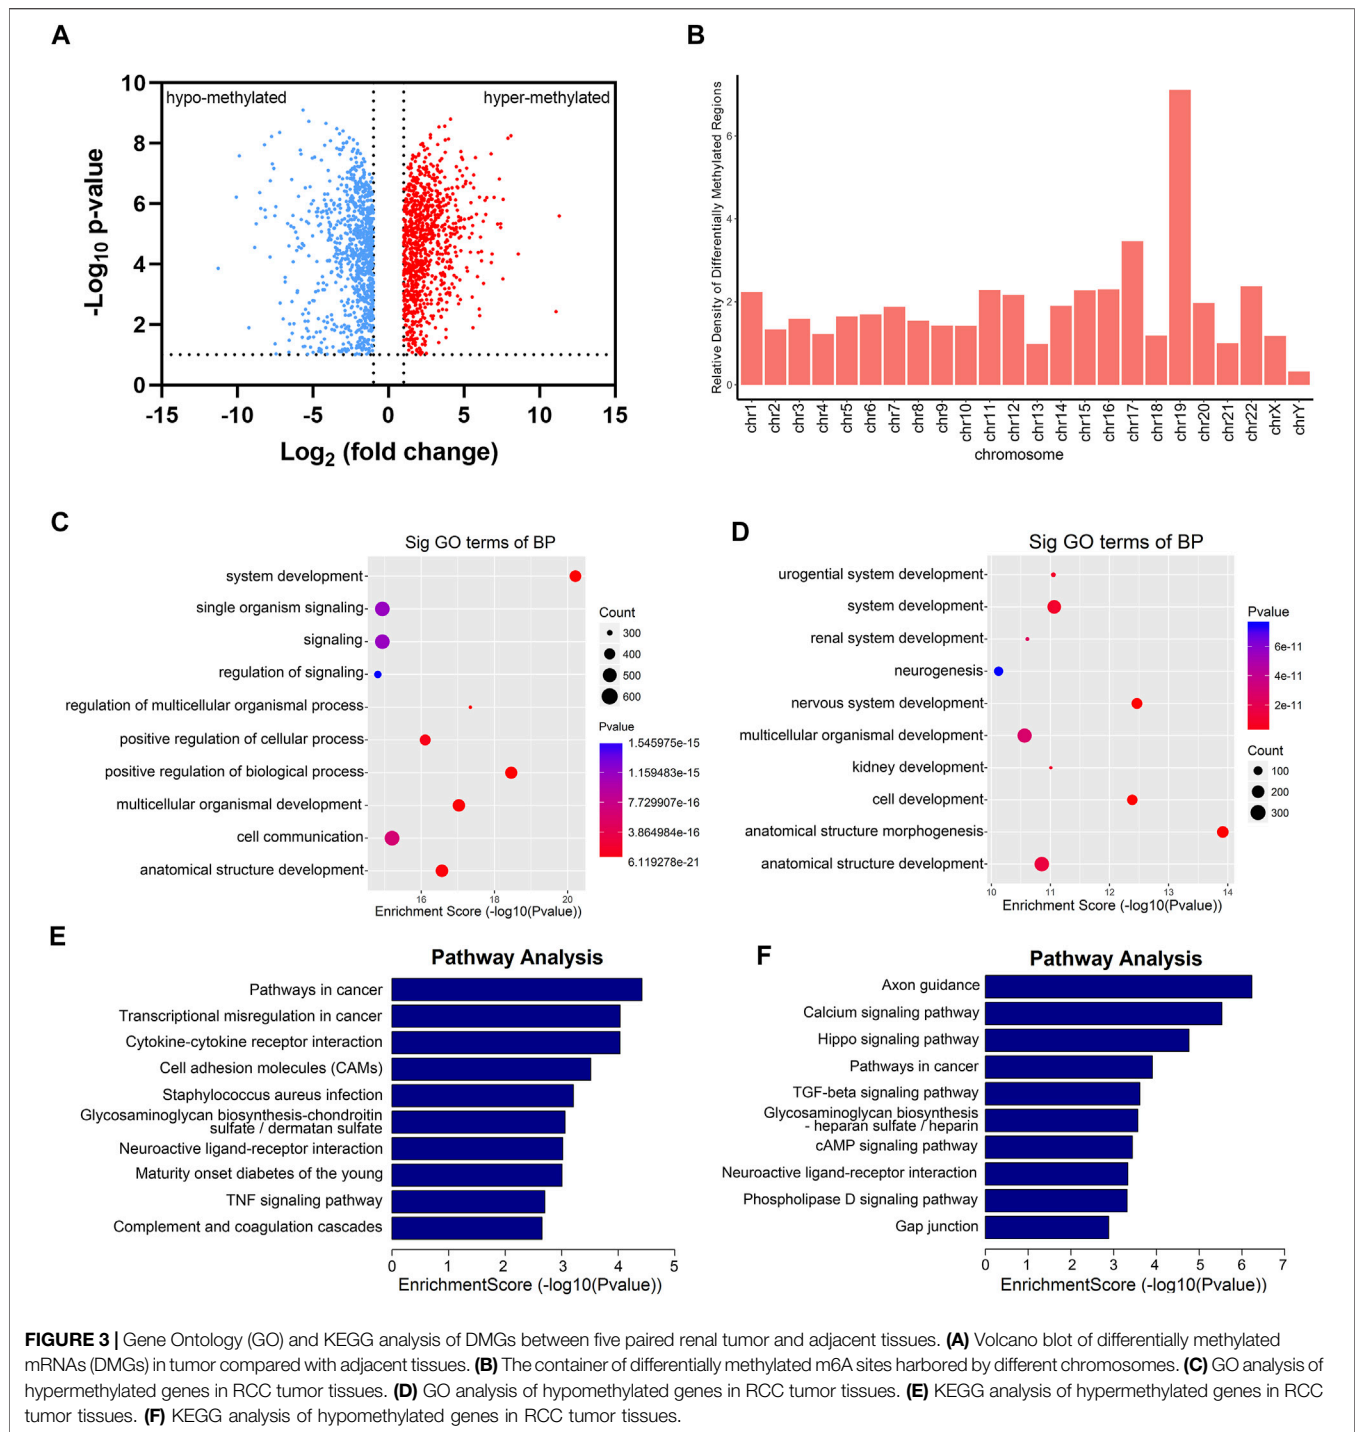 A
hypo-methylated
hyper-methylated
10
8
6
4
2
0
-Log10 p-value
-15
-10
-5
0
5
10
15
Log2 (fold change)
B
Relative Density of Differentially Methylated Regions
6
4
2
0
chr1
chr2
chr3
chr4
chr5
chr6
chr7
chr8
chr9
chr10
chr11
chr12
chr13
chr14
chr15
chr16
chr17
chr18
chr19
chr20
chr21
chr22
chrX
chrY
chromosome
C
Sig GO terms of BP
system development
single organism signaling
signaling
regulation of signaling
regulation of multicellular organismal process
positive regulation of cellular process
positive regulation of biological process
multicellular organismal development
cell communication
anatomical structure development
16
18
20
Enrichment Score (-log10(Pvalue))
Count
300
400
500
600
Pvalue
1.545975e-15
1.159483e-15
7.729907e-16
3.864984e-16
6.119278e-21
D
Sig GO terms of BP
urogential system development
system development
renal system development
neurogenesis
nervous system development
multicellular organismal development
kidney development
cell development
anatomical structure morphogenesis
anatomical structure development
10
11
12
13
14
Enrichment Score (-log10(Pvalue))
Pvalue
6e-11
4e-11
2e-11
Count
100
200
300
E
Pathway Analysis
Pathways in cancer
Transcriptional misregulation in cancer
Cytokine-cytokine receptor interaction
Cell adhesion molecules (CAMs)
Staphylococcus aureus infection
Glycosaminoglycan biosynthesis-chondroitin
sulfate / dermatan sulfate
Neuroactive ligand-receptor interaction
Maturity onset diabetes of the young
TNF signaling pathway
Complement and coagulation cascades
0
1
2
3
4
5
EnrichmentScore (-log10(Pvalue))
F
Pathway Analysis
Axon guidance
Calcium signaling pathway
Hippo signaling pathway
Pathways in cancer
TGF-beta signaling pathway
Glycosaminoglycan biosynthesis
- heparan sulfate / heparin
cAMP signaling pathway
Neuroactive ligand-receptor interaction
Phospholipase D signaling pathway
Gap junction
0
1
2
3
4
5
6
7
EnrichmentScore (-log10(Pvalue))
FIGURE 3 | Gene Ontology (GO) and KEGG analysis of DMGs between five paired renal tumor and adjacent tissues. (A) Volcano blot of differentially methylated
mRNAs (DMGs) in tumor compared with adjacent tissues. (B) The container of differentially methylated m6A sites harbored by different chromosomes. (C) GO analysis of
hypermethylated genes in RCC tumor tissues. (D) GO analysis of hypomethylated genes in RCC tumor tissues. (E) KEGG analysis of hypermethylated genes in RCC
tumor tissues. (F) KEGG analysis of hypomethylated genes in RCC tumor tissues.